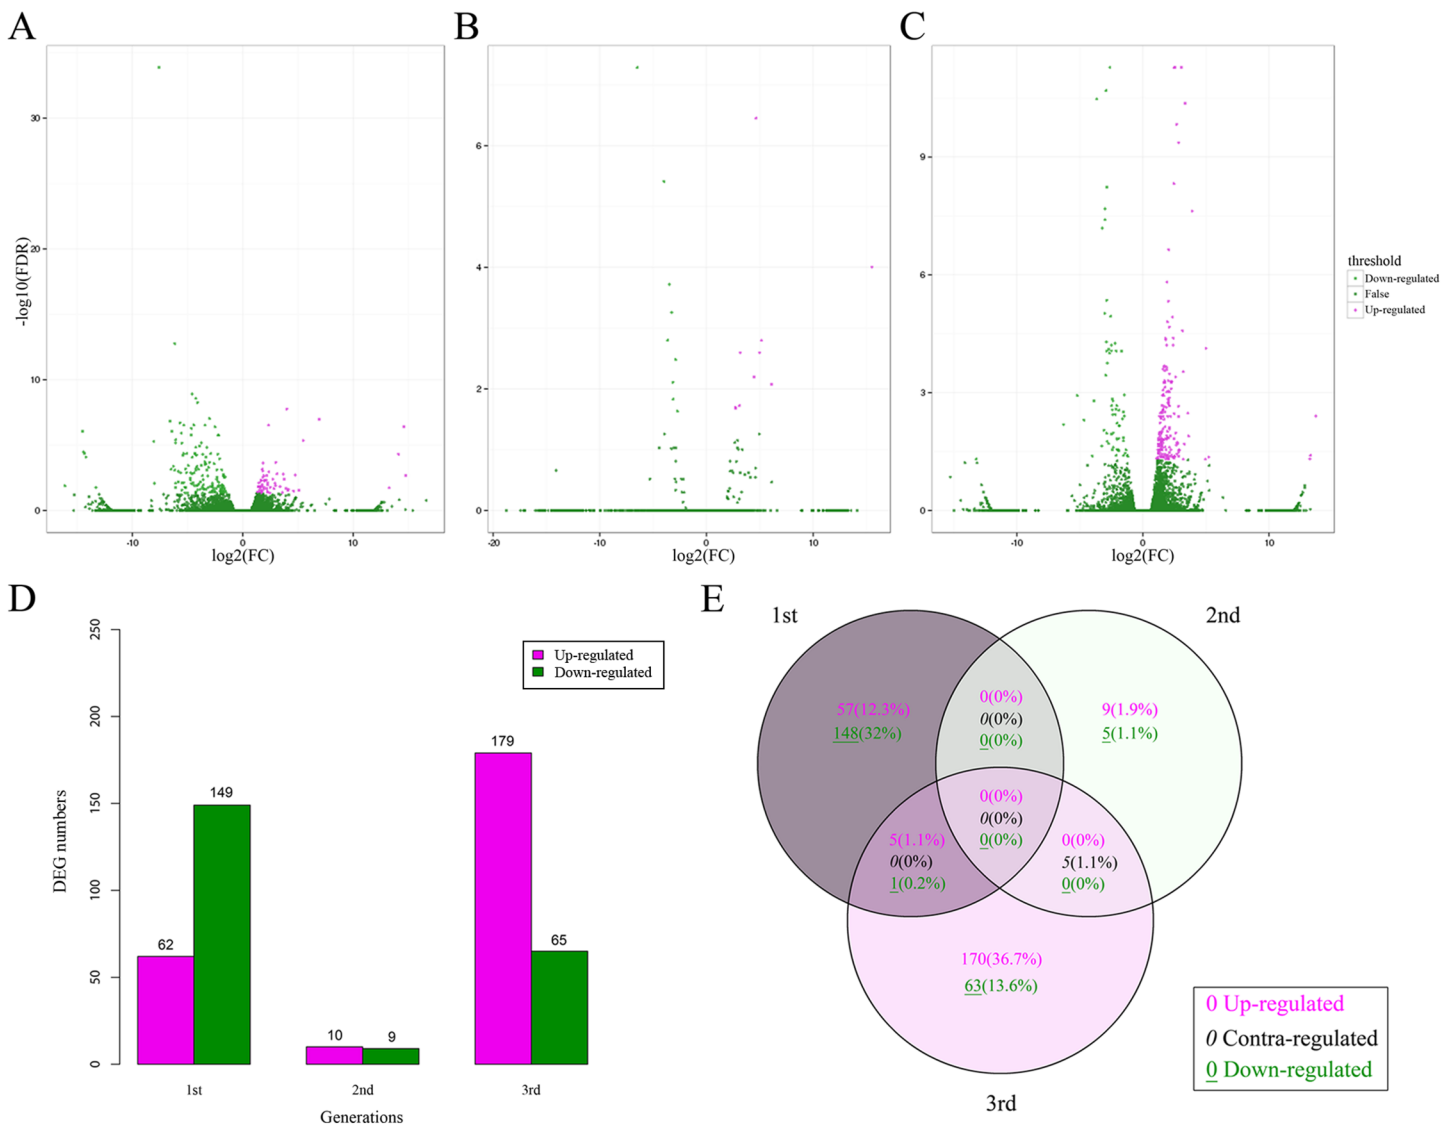 A
B
C
-log10(FDR)
30
20
10
0
-10
0
10
log2(FC)
6
4
2
0
-20
-10
0
10
log2(FC)
9
6
3
0
-10
0
10
log2(FC)
threshold
Down-regulated
False
Up-regulated
D
DEG numbers
250
200
150
100
50
0
Up-regulated
Down-regulated
62
149
10
9
179
65
1st
2nd
3rd
Generations
E
1st
2nd
57(12.3%)
148(32%)
0(0%)
0(0%)
0(0%)
9(1.9%)
5(1.1%)
0(0%)
0(0%)
0(0%)
5(1.1%)
0(0%)
1(0.2%)
0(0%)
5(1.1%)
0(0%)
170(36.7%)
63(13.6%)
3rd
0 Up-regulated
0 Contra-regulated
0 Down-regulated